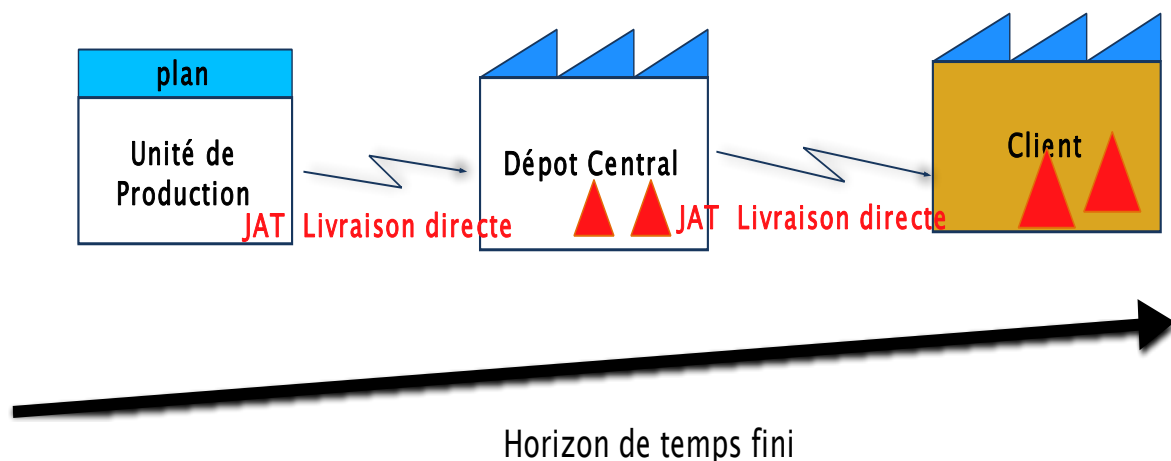 plan
Unité de
Production
JAT Livraison directe
Dépot Central
JAT Livraison directe
Client
Horizon de temps fini